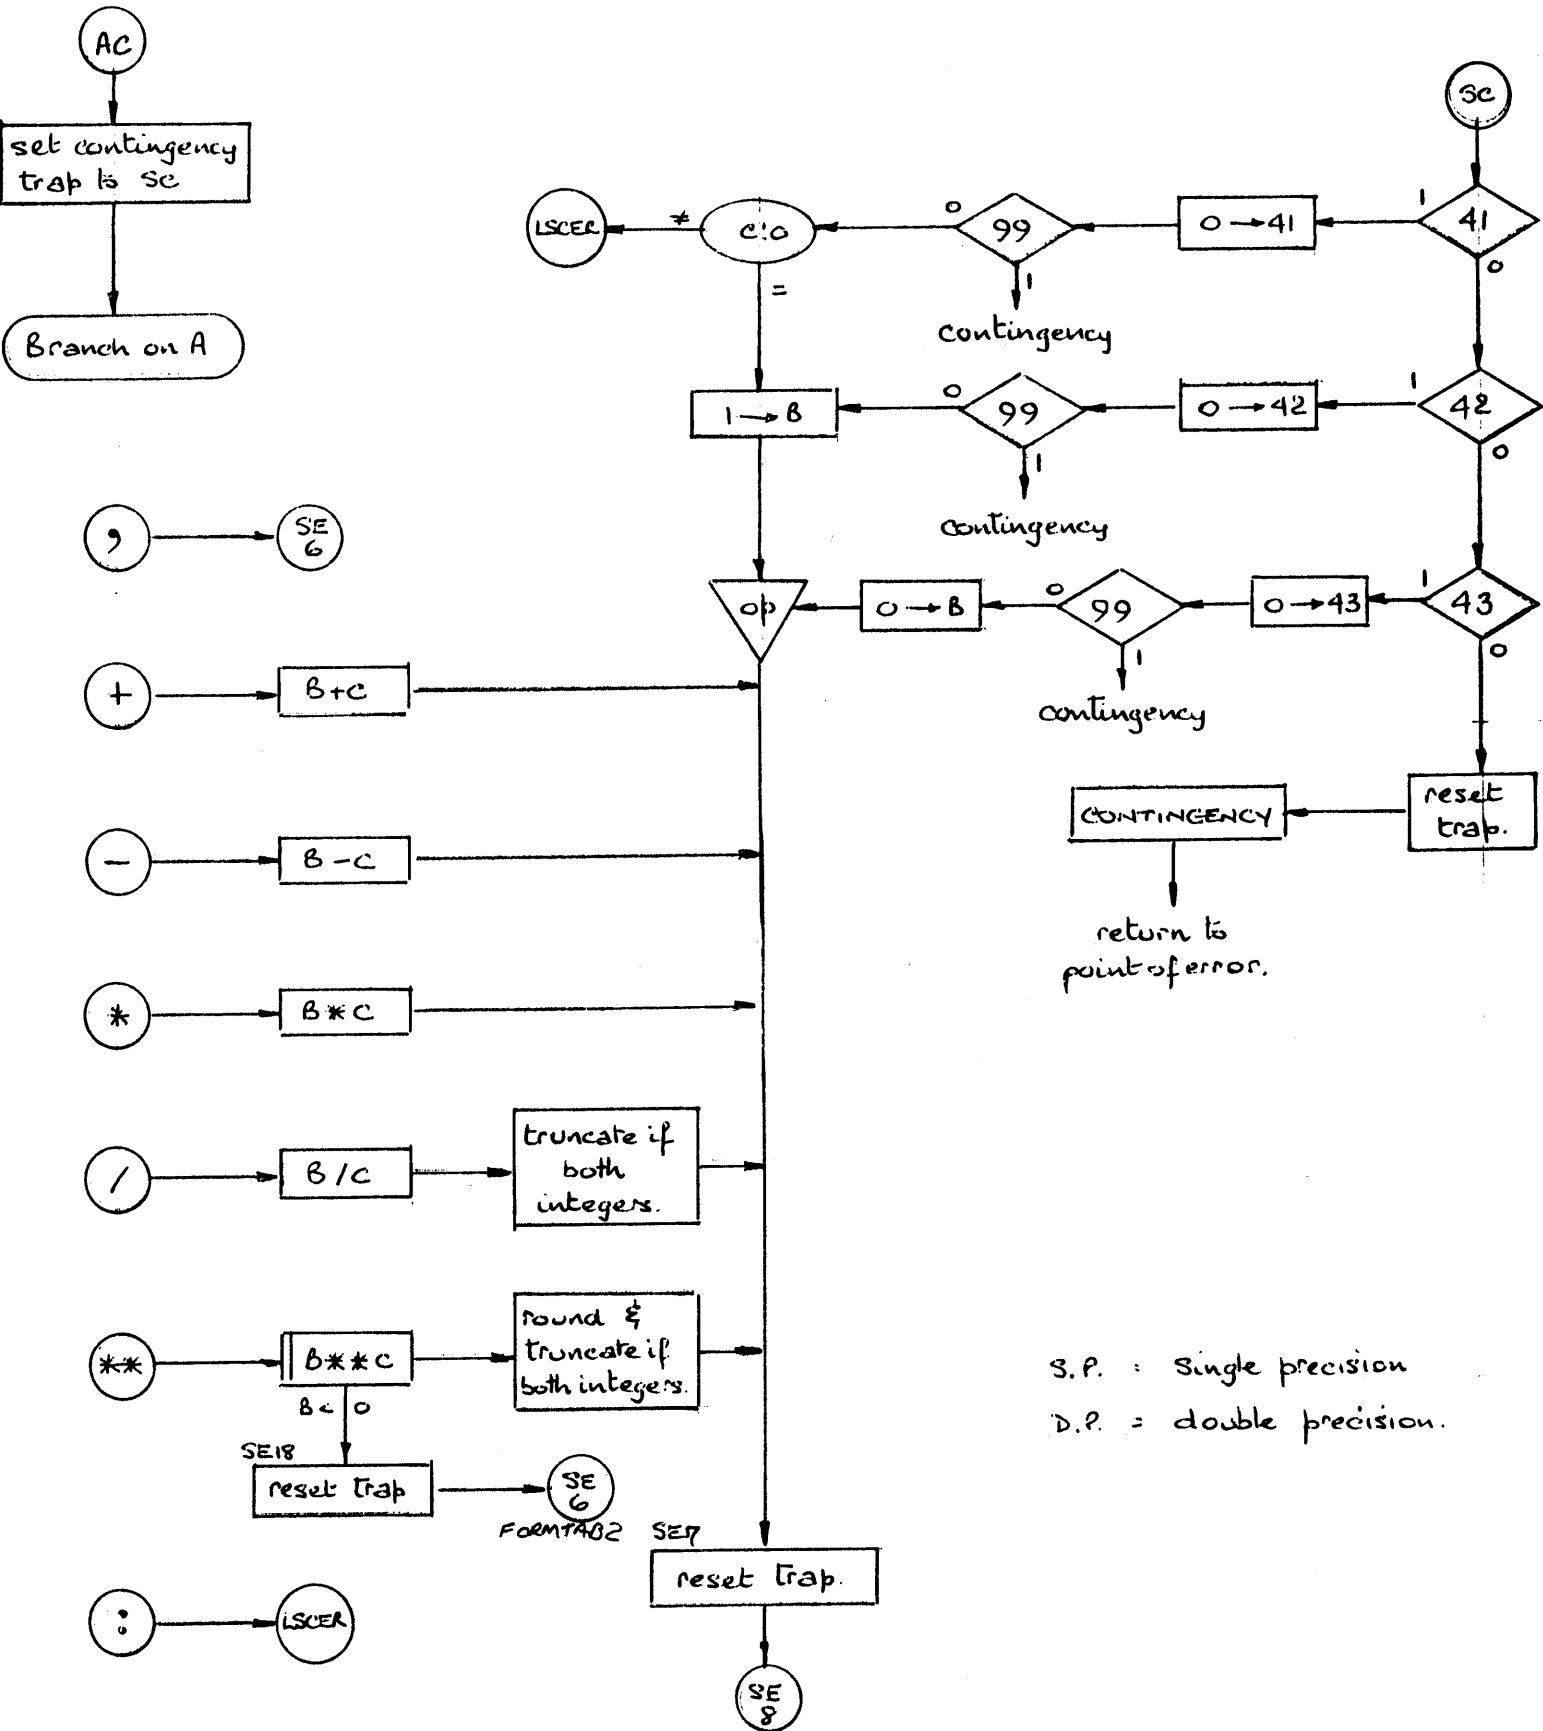 AC
set contingency
trap to SC
Branch on A
SC
41
1
0
0 → 41
99
0
1
contingency
C:0
≠
=
LSCER
42
1
0
0 → 42
99
0
1
contingency
1 → B
43
1
0
0 → 43
99
0
1
contingency
0 → B
op
reset
trap.
CONTINGENCY
return to
point of error.
,
SE
6
+
B+C
-
B-C
*
B*C
/
B/C
truncate if
both
integers.
**
B**C
round &
truncate if
both integers.
B< 0
SE18
reset trap
SE
6
FORMTAB2
:
LSCER
SE17
reset trap.
SE
8
S.P. : Single precision
D.P. = double precision.